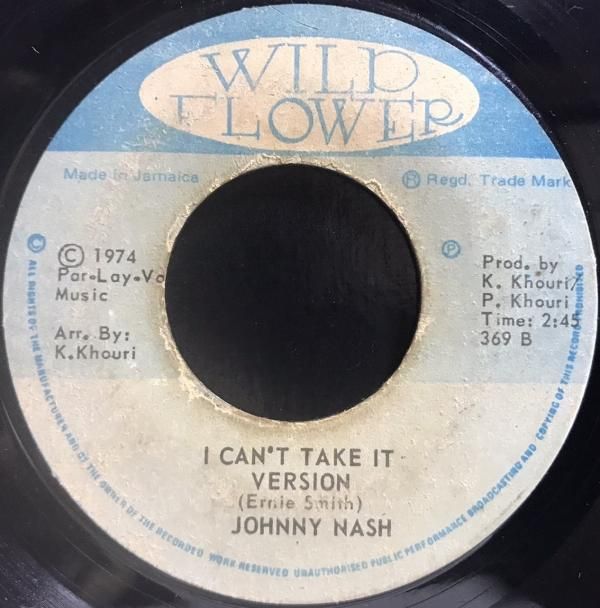 WILD
FLOWER
Made in Jamaica
® Regd. Trade Mark
© 1974
Par-Lay-Vo
Music
Arr. By:
K.Khouri
℗
Prod. by
K. Khouri/
P. Khouri
Time: 2:45
369 B
I CAN'T TAKE IT
VERSION
(Ernie Smith)
JOHNNY NASH
© ALL RIGHTS OF THE MANUFACTURER AND OF THE OWNER OF THE RECORDED WORK RESERVED UNAUTHORISED PUBLIC PERFORMANCE BROADCASTING AND COPYING OF THIS RECORD PROHIBITED